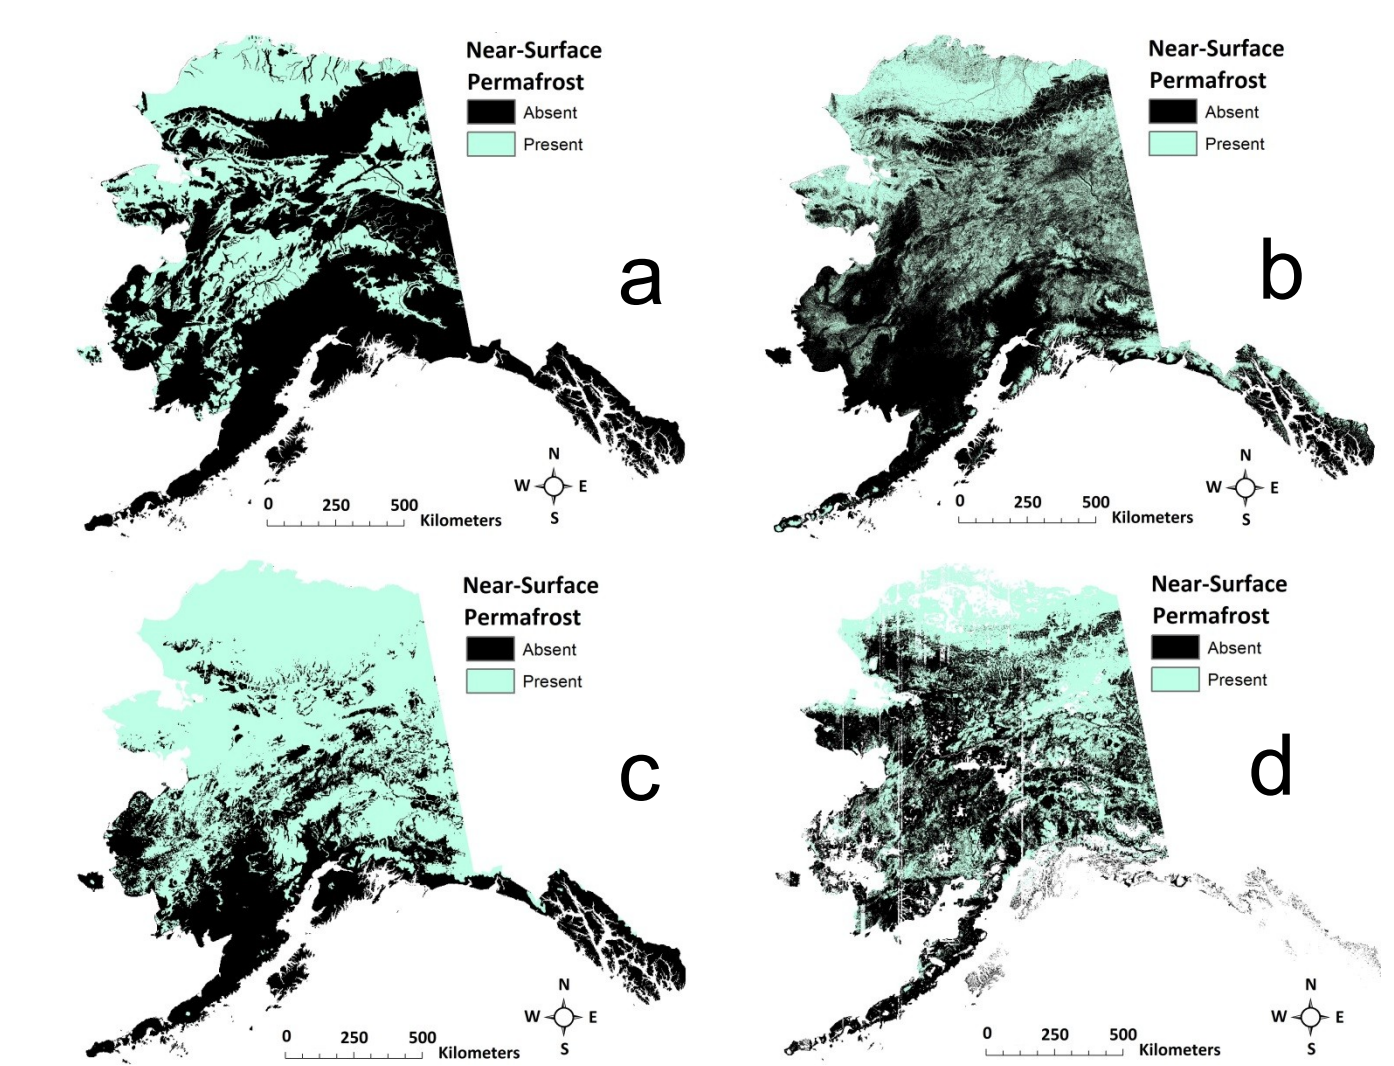 Near-Surface
Permafrost
Absent
Present
a
N
W E
S
0 250 500
Kilometers
Near-Surface
Permafrost
Absent
Present
b
N
W E
S
0 250 500
Kilometers
Near-Surface
Permafrost
Absent
Present
c
N
W E
S
0 250 500
Kilometers
Near-Surface
Permafrost
Absent
Present
d
N
W E
S
0 250 500
Kilometers